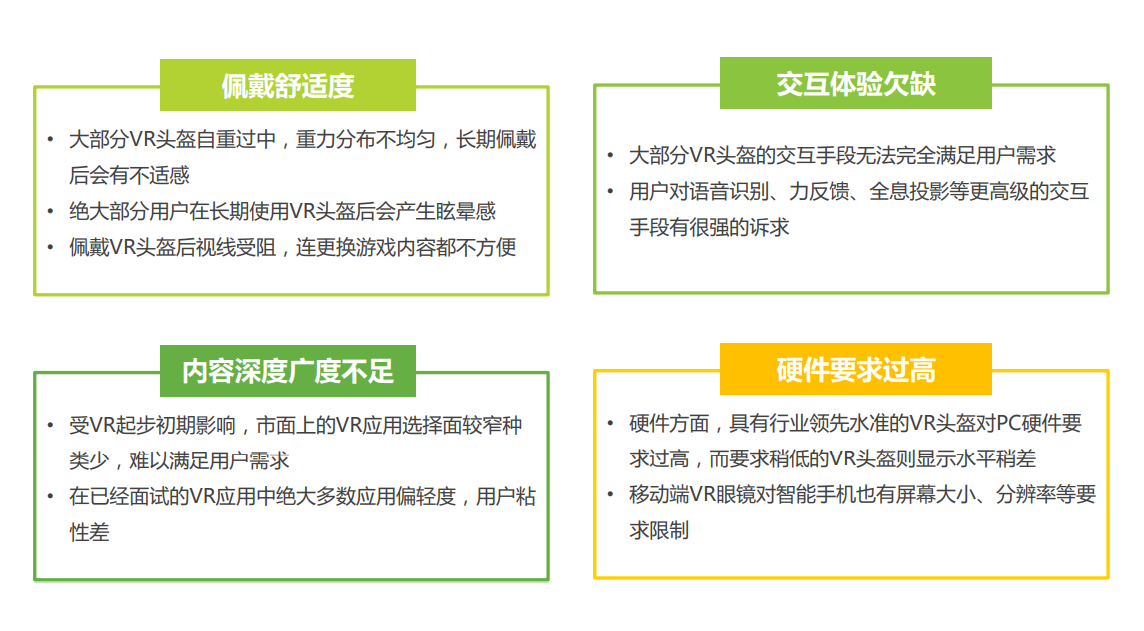 佩戴舒适度
• 大部分VR头盔自重过中，重力分布不均匀，长期佩戴
后会有不适感
• 绝大部分用户在长期使用VR头盔后会产生眩晕感
• 佩戴VR头盔后视线受阻，连更换游戏内容都不方便
交互体验欠缺
• 大部分VR头盔的交互手段无法完全满足用户需求
• 用户对语音识别、力反馈、全息投影等更高级的交互
手段有很强的诉求
内容深度广度不足
• 受VR起步初期影响，市面上的VR应用选择面较窄种
类少，难以满足用户需求
• 在已经面试的VR应用中绝大多数应用偏轻度，用户粘
性差
硬件要求过高
• 硬件方面，具有行业领先水准的VR头盔对PC硬件要
求过高，而要求稍低的VR头盔则显示水平稍差
• 移动端VR眼镜对智能手机也有屏幕大小、分辨率等要
求限制